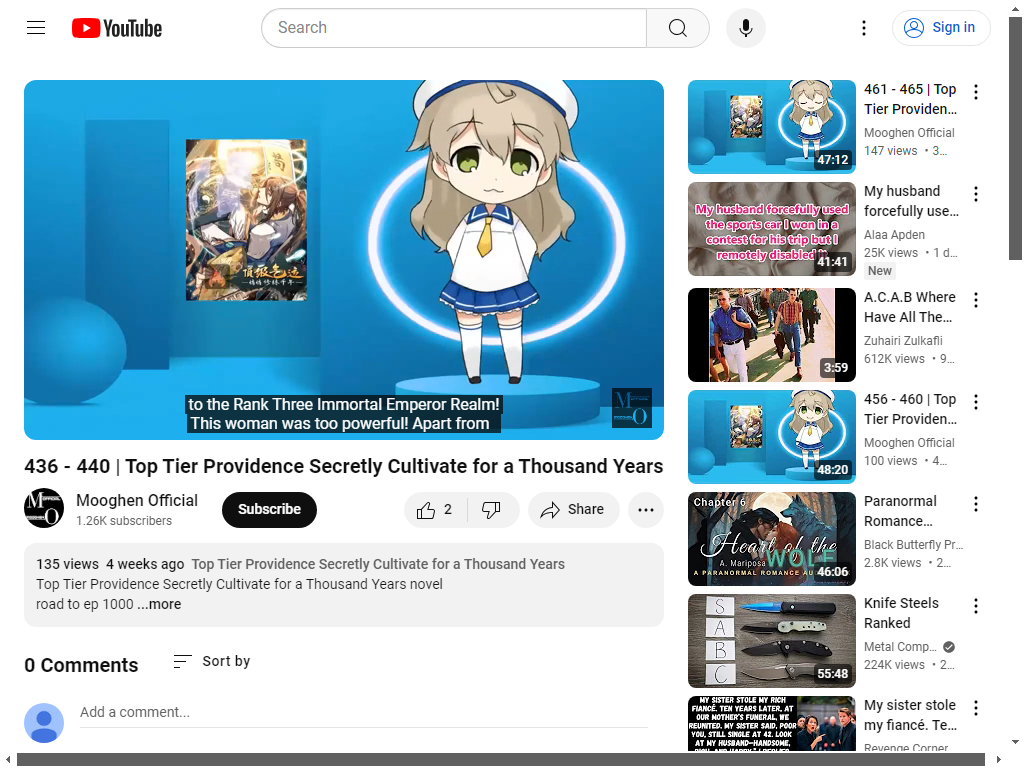 YouTube
Search
Sign in
頂級氣運
悄悄修煉千年
to the Rank Three Immortal Emperor Realm!
This woman was too powerful! Apart from
436 - 440 | Top Tier Providence Secretly Cultivate for a Thousand Years
Mooghen Official
1.26K subscribers
Subscribe
2
Share
135 views 4 weeks ago Top Tier Providence Secretly Cultivate for a Thousand Years
Top Tier Providence Secretly Cultivate for a Thousand Years novel
road to ep 1000 ...more
0 Comments
Sort by
Add a comment...
47:12
461 - 465 | Top
Tier Providen...
Mooghen Official
147 views • 3...
My husband forcefully used
the sports car I won in a
contest for his trip but I
remotely disabled
41:41
My husband
forcefully use...
Alaa Apden
25K views • 1 d...
New
3:59
A.C.A.B Where
Have All The...
Zuhairi Zulkafli
612K views • 9...
48:20
456 - 460 | Top
Tier Providen...
Mooghen Official
100 views • 4...
Chapter 6
Heart of the
WOLF
A. Mariposa
A PARANORMAL ROMANCE AU
46:06
Paranormal
Romance...
Black Butterfly Pr...
2.8K views • 2...
S
A
B
C
55:48
Knife Steels
Ranked
Metal Comp...
224K views • 2...
MY SISTER STOLE MY RICH
FIANCÉ. TEN YEARS LATER, AT
OUR MOTHER'S FUNERAL, WE
REUNITED. MY SISTER SAID, POOR
YOU, STILL SINGLE AT 42. LOOK
AT MY HUSBAND-HANDSOME,
My sister stole
my fiancé. Te...
Revenge Corner